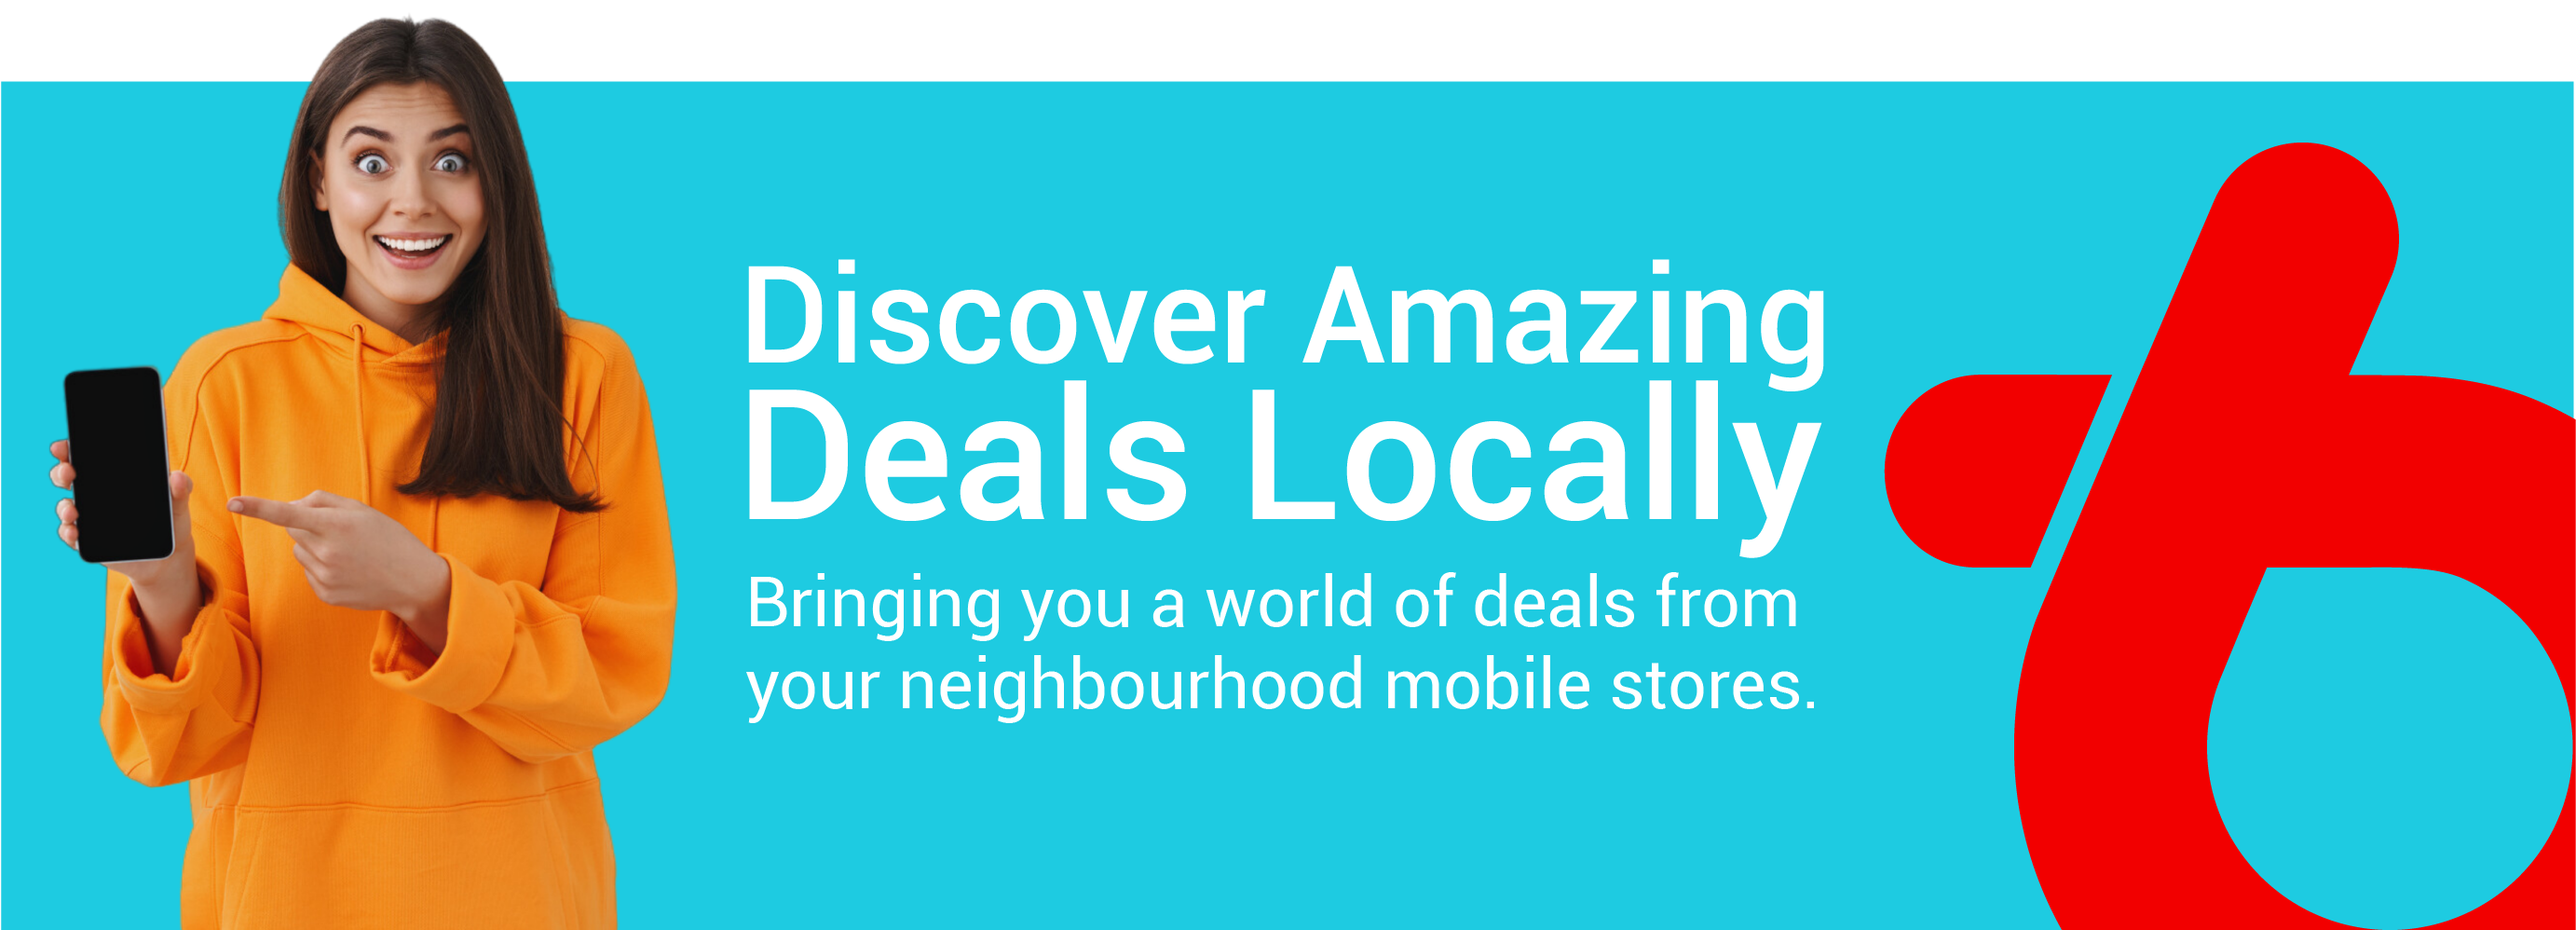 Discover Amazing
Deals Locally
Bringing you a world of deals from
your neighbourhood mobile stores.